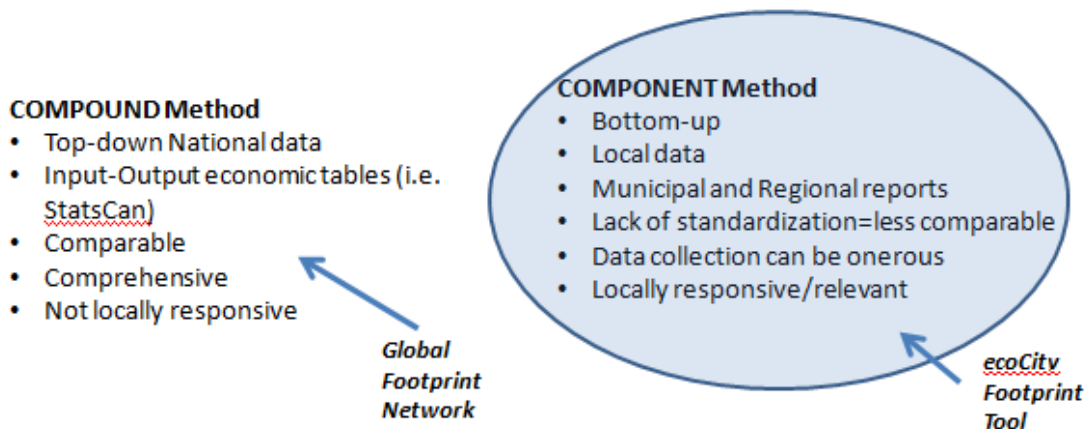 COMPOUND Method
• Top-down National data
• Input-Output economic tables (i.e.
StatsCan)
• Comparable
• Comprehensive
• Not locally responsive
Global
Footprint
Network
COMPONENT Method
• Bottom-up
• Local data
• Municipal and Regional reports
• Lack of standardization=less comparable
• Data collection can be onerous
• Locally responsive/relevant
ecoCity
Footprint
Tool